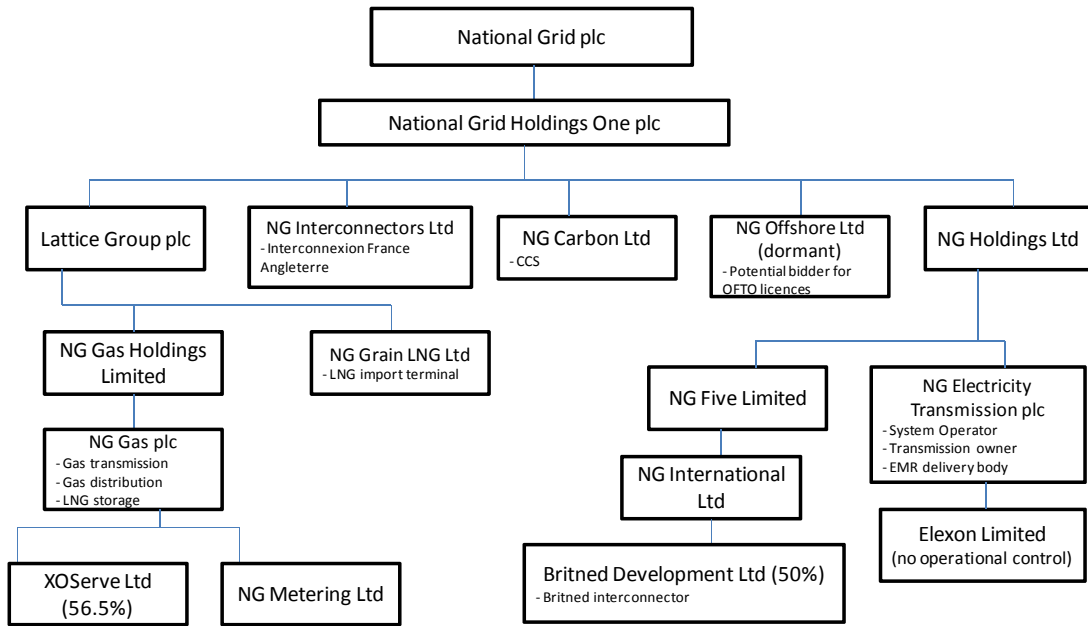 National Grid plc
National Grid Holdings One plc
Lattice Group plc
NG Interconnectors Ltd
- Interconnexion France
Angleterre
NG Carbon Ltd
- CCS
NG Offshore Ltd
(dormant)
- Potential bidder for
OFTO licences
NG Holdings Ltd
NG Gas Holdings
Limited
NG Grain LNG Ltd
- LNG import terminal
NG Five Limited
NG Electricity
Transmission plc
- System Operator
- Transmission owner
- EMR delivery body
NG Gas plc
- Gas transmission
- Gas distribution
- LNG storage
NG International
Ltd
Elexon Limited
(no operational control)
XOServe Ltd
(56.5%)
NG Metering Ltd
Britned Development Ltd (50%)
- Britned interconnector